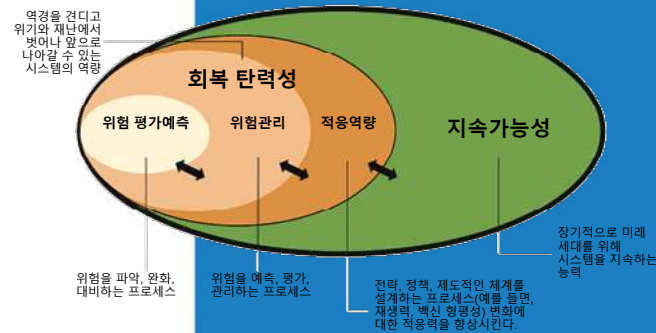 역경을 견디고
위기와 재난에서
벗어나 앞으로
나아갈 수 있는
시스템의 역량
회복 탄력성
위험 평가예측
위험관리
적응역량
지속가능성
위험을 파악, 완화,
대비하는 프로세스
위험을 예측, 평가,
관리하는 프로세스
전략, 정책, 제도적인 체계를
설계하는 프로세스(예를 들면,
재생력, 백신 형평성) 변화에
대한 적응력을 향상시킨다.
장기적으로 미래
세대를 위해
시스템을 지속하는
능력